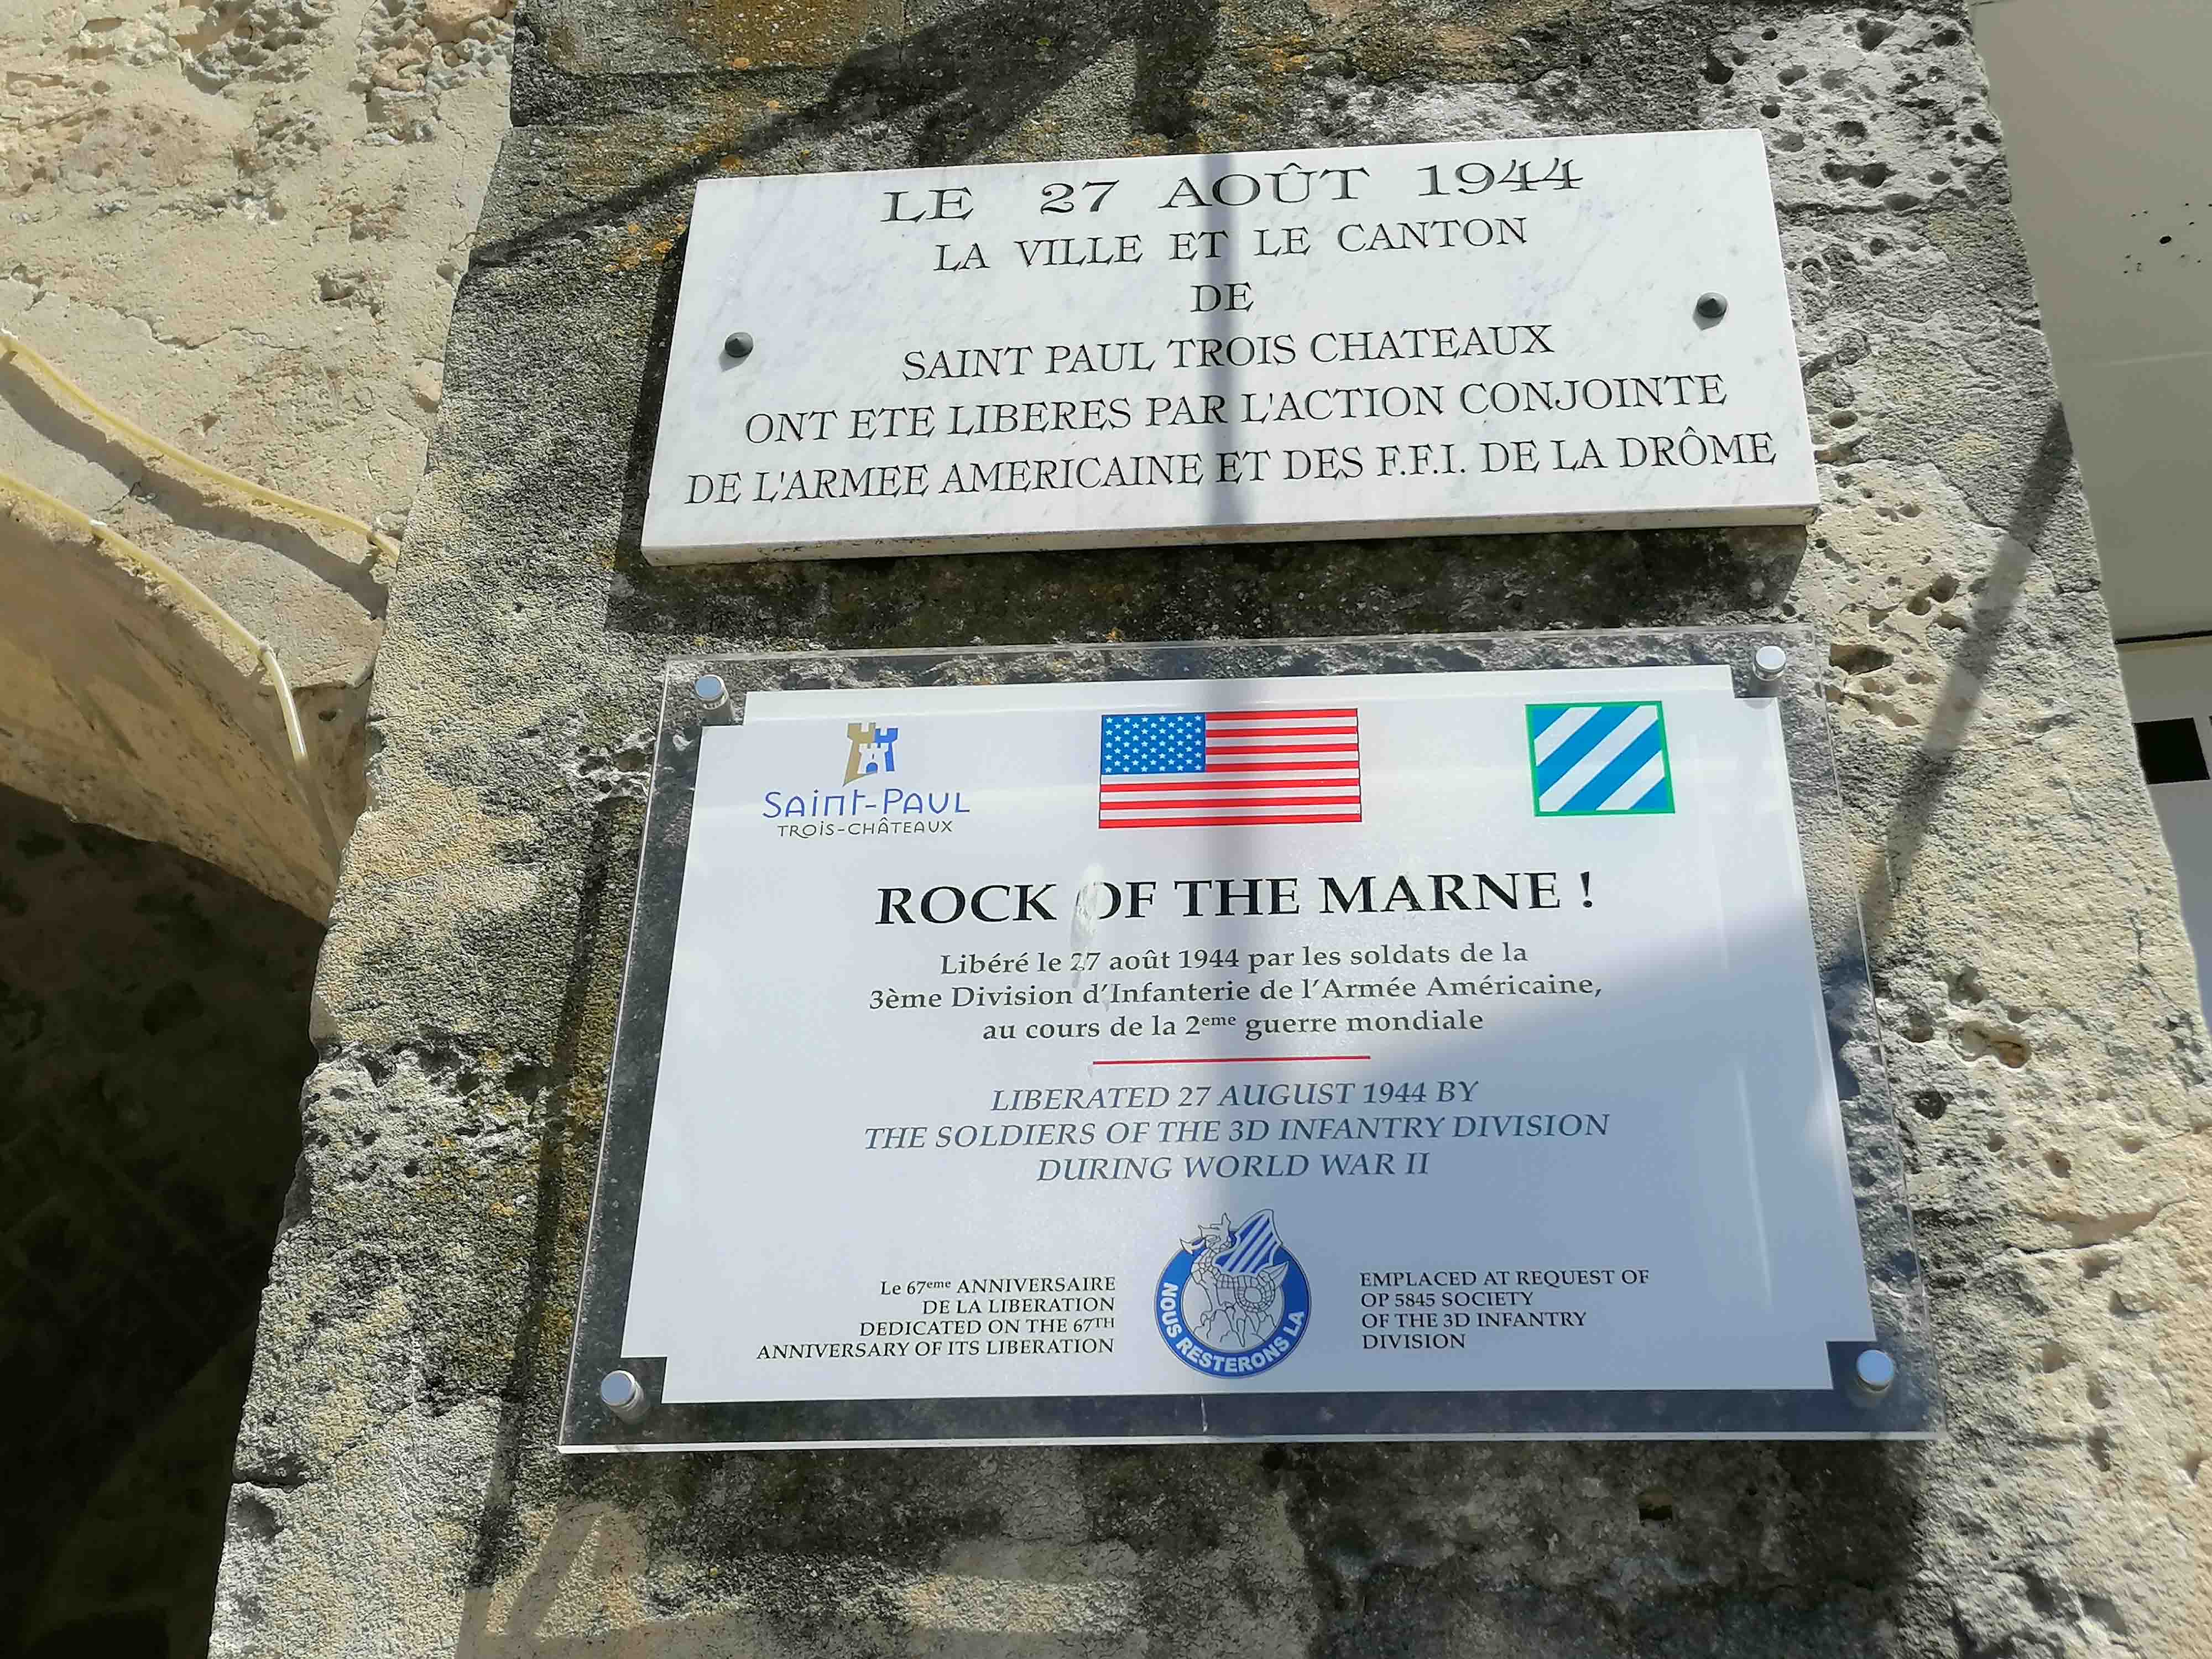 LE 27 AOÛT 1944
LA VILLE ET LE CANTON
DE
SAINT PAUL TROIS CHATEAUX
ONT ETE LIBERES PAR L'ACTION CONJOINTE
DE L'ARMEE AMERICAINE ET DES F.F.I. DE LA DRÔME
SAINT-PAUL
TROIS-CHÂTEAUX
ROCK OF THE MARNE !
Libéré le 27 août 1944 par les soldats de la
3ème Division d'Infanterie de l'Armée Américaine,
au cours de la 2eme guerre mondiale
LIBERATED 27 AUGUST 1944 BY
THE SOLDIERS OF THE 3D INFANTRY DIVISION
DURING WORLD WAR II
Le 67eme ANNIVERSAIRE
DE LA LIBERATION
DEDICATED ON THE 67TH
ANNIVERSARY OF ITS LIBERATION
NOUS RESTERONS LA
EMPLACED AT REQUEST OF
OP 5845 SOCIETY
OF THE 3D INFANTRY
DIVISION